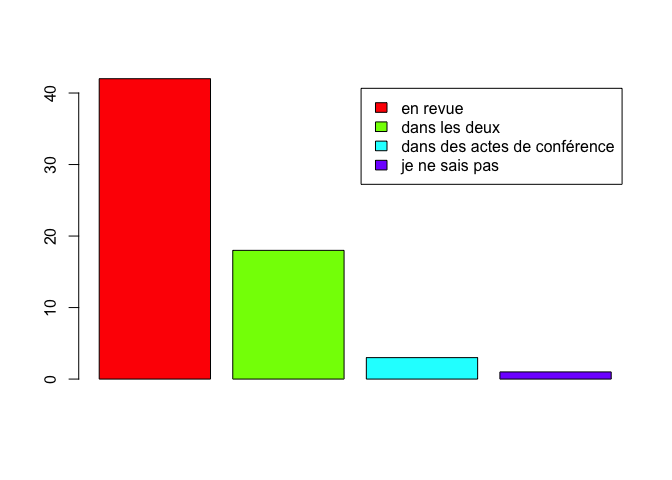 40
30
20
10
0
en revue
dans les deux
dans des actes de conférence
je ne sais pas